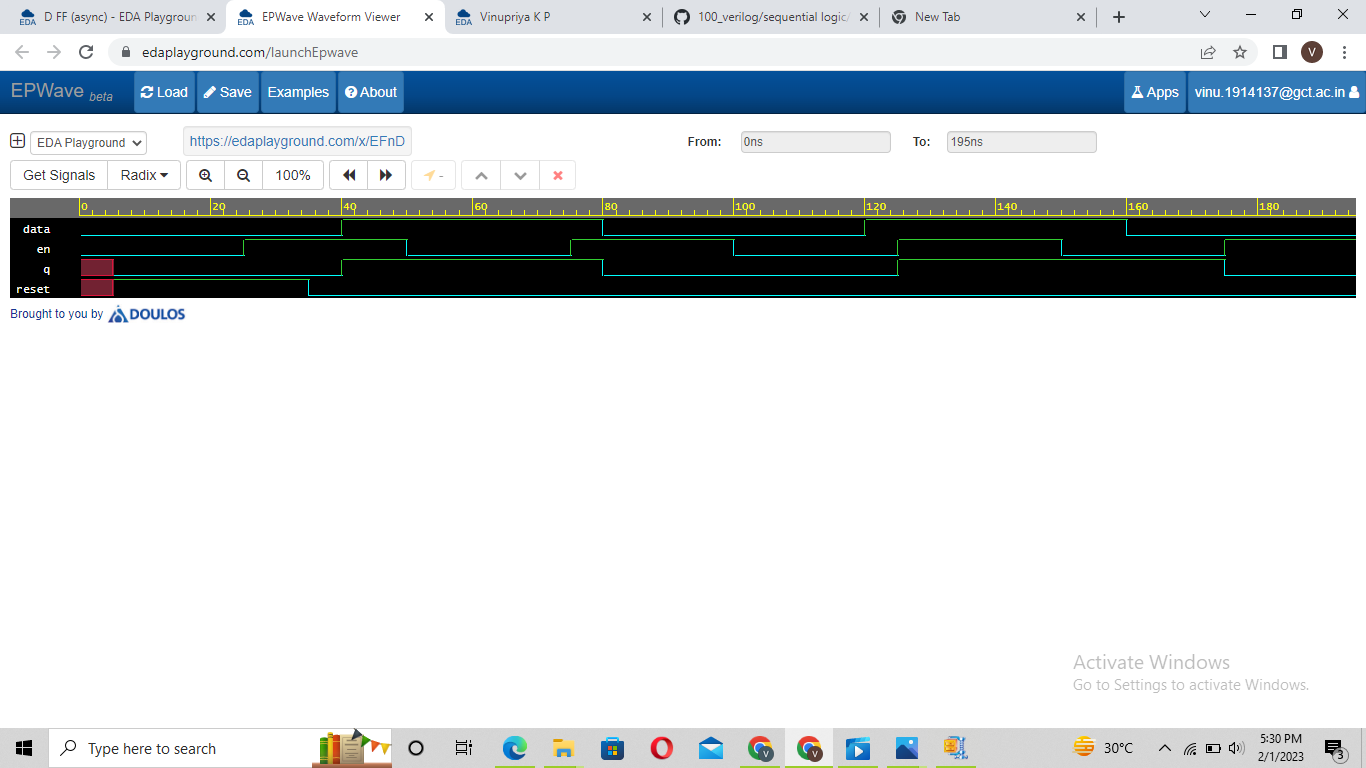 D FF (async) - EDA Playgroun
EPWave Waveform Viewer
Vinupriya K P
100_verilog/sequential logic/
New Tab
edaplayground.com/launchEpwave
V
EPWave beta
Load
Save
Examples
About
Apps
vinu.1914137@gct.ac.in
EDA Playground
https://edaplayground.com/x/EFnD
From:
0ns
To:
195ns
Get Signals
Radix
100%
-
0 20 40 60 80 100 120 140 160 180
data
en
q
reset
Brought to you by DOULOS
Activate Windows
Go to Settings to activate Windows.
Type here to search
30°C
5:30 PM
2/1/2023
3